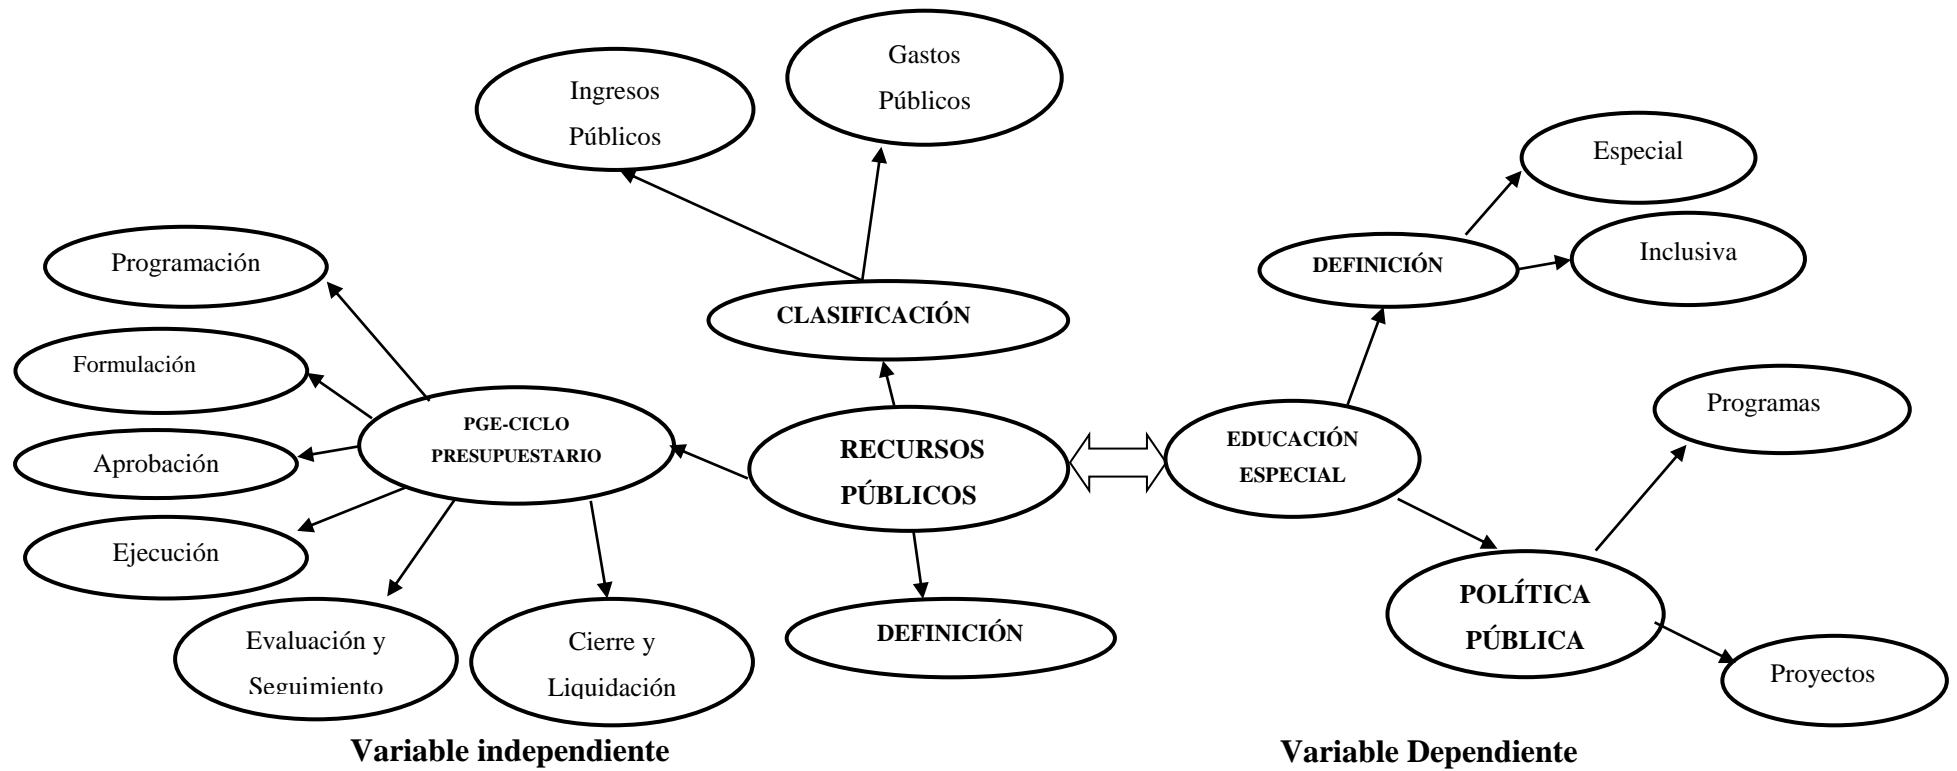 Gastos
Públicos
Ingresos
Públicos
Especial
Inclusiva
DEFINICIÓN
Programación
CLASIFICACIÓN
Formulación
Programas
PGE-CICLO
PRESUPUESTARIO
RECURSOS
PÚBLICOS
EDUCACIÓN
ESPECIAL
Aprobación
Ejecución
POLÍTICA
PÚBLICA
Evaluación y
Seguimiento
Cierre y
Liquidación
DEFINICIÓN
Proyectos
Variable independiente
Variable Dependiente